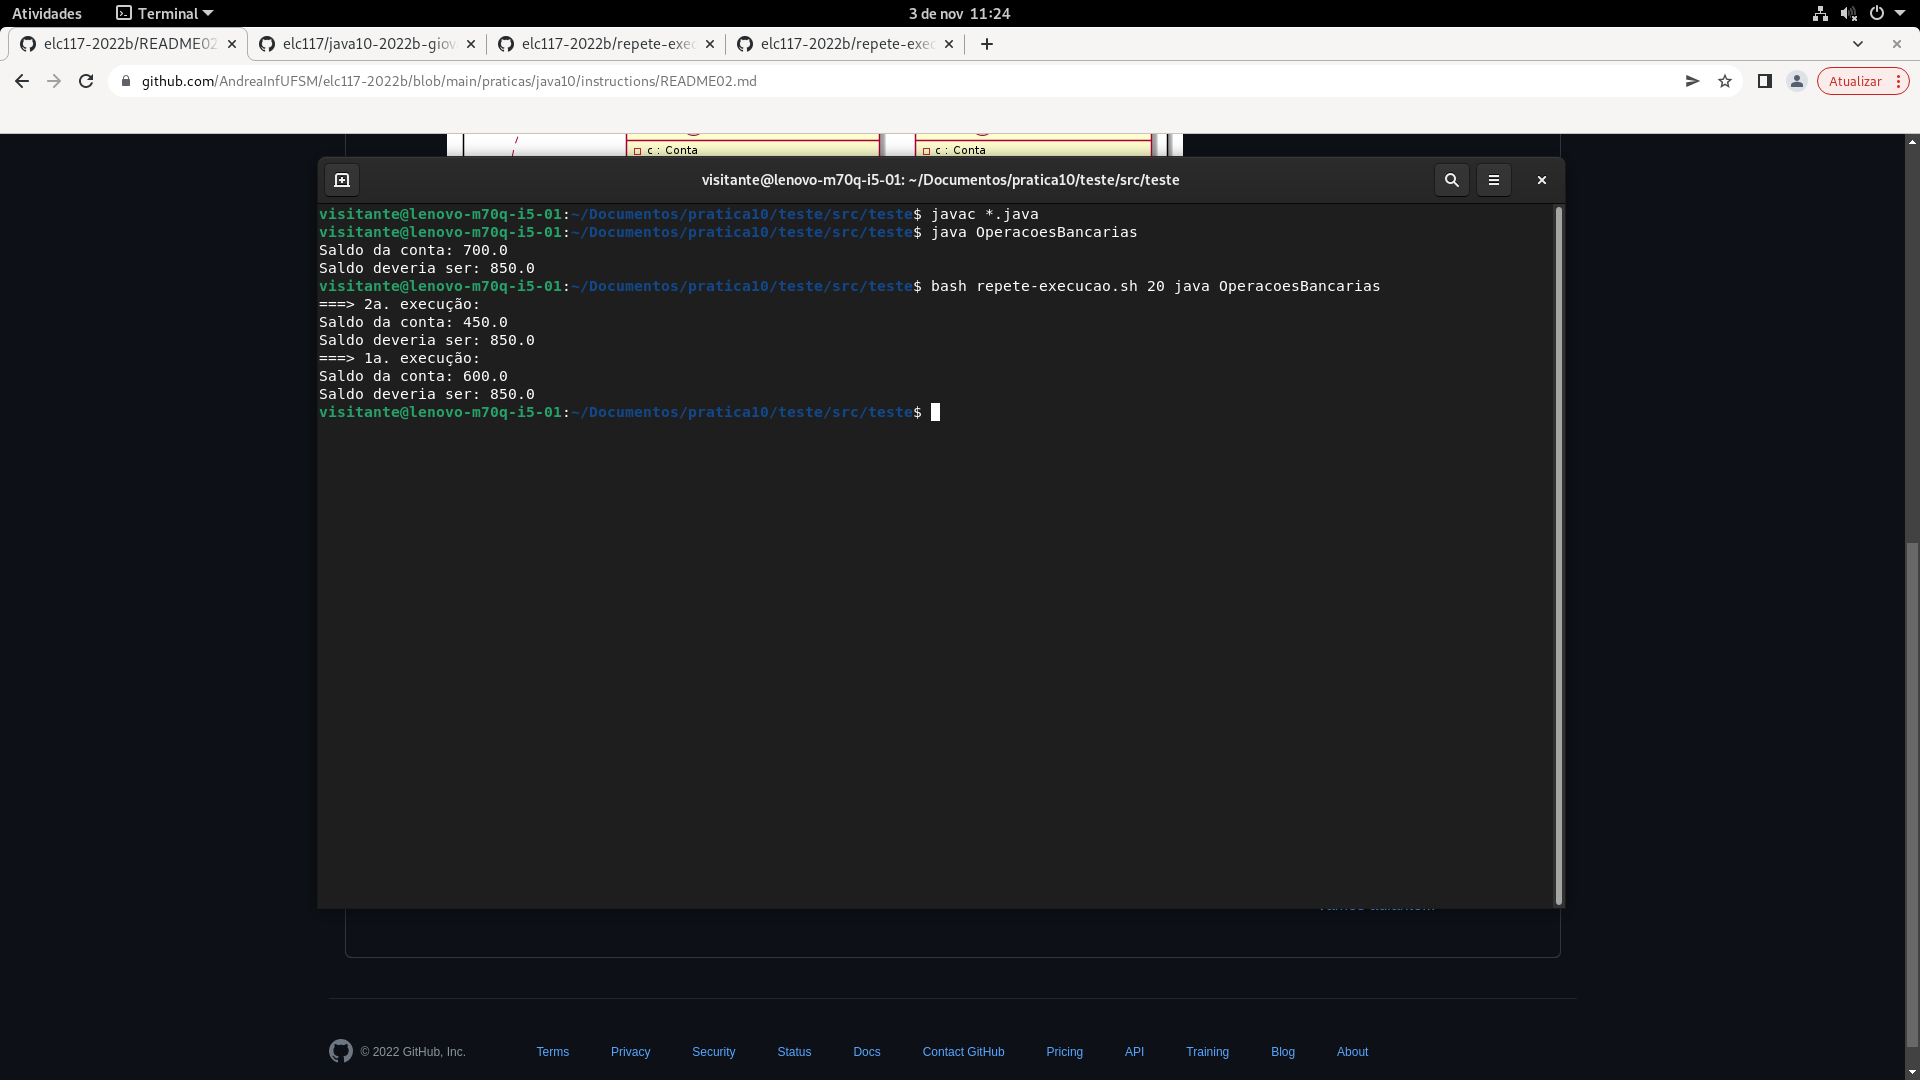 Atividades
Terminal
3 de nov 11:24
elc117-2022b/README02
elc117/java10-2022b-giov
elc117-2022b/repete-exec
elc117-2022b/repete-exec
github.com/AndreaInfUFSM/elc117-2022b/blob/main/praticas/java10/instructions/README02.md
Atualizar
c : Conta
c : Conta
visitante@lenovo-m70q-i5-01: ~/Documentos/pratica10/teste/src/teste
visitante@lenovo-m70q-i5-01:~/Documentos/pratica10/teste/src/teste$ javac *.java
visitante@lenovo-m70q-i5-01:~/Documentos/pratica10/teste/src/teste$ java OperacoesBancarias
Saldo da conta: 700.0
Saldo deveria ser: 850.0
visitante@lenovo-m70q-i5-01:~/Documentos/pratica10/teste/src/teste$ bash repete-execucao.sh 20 java OperacoesBancarias
===> 2a. execução:
Saldo da conta: 450.0
Saldo deveria ser: 850.0
===> 1a. execução:
Saldo da conta: 600.0
Saldo deveria ser: 850.0
visitante@lenovo-m70q-i5-01:~/Documentos/pratica10/teste/src/teste$
© 2022 GitHub, Inc.
Terms
Privacy
Security
Status
Docs
Contact GitHub
Pricing
API
Training
Blog
About